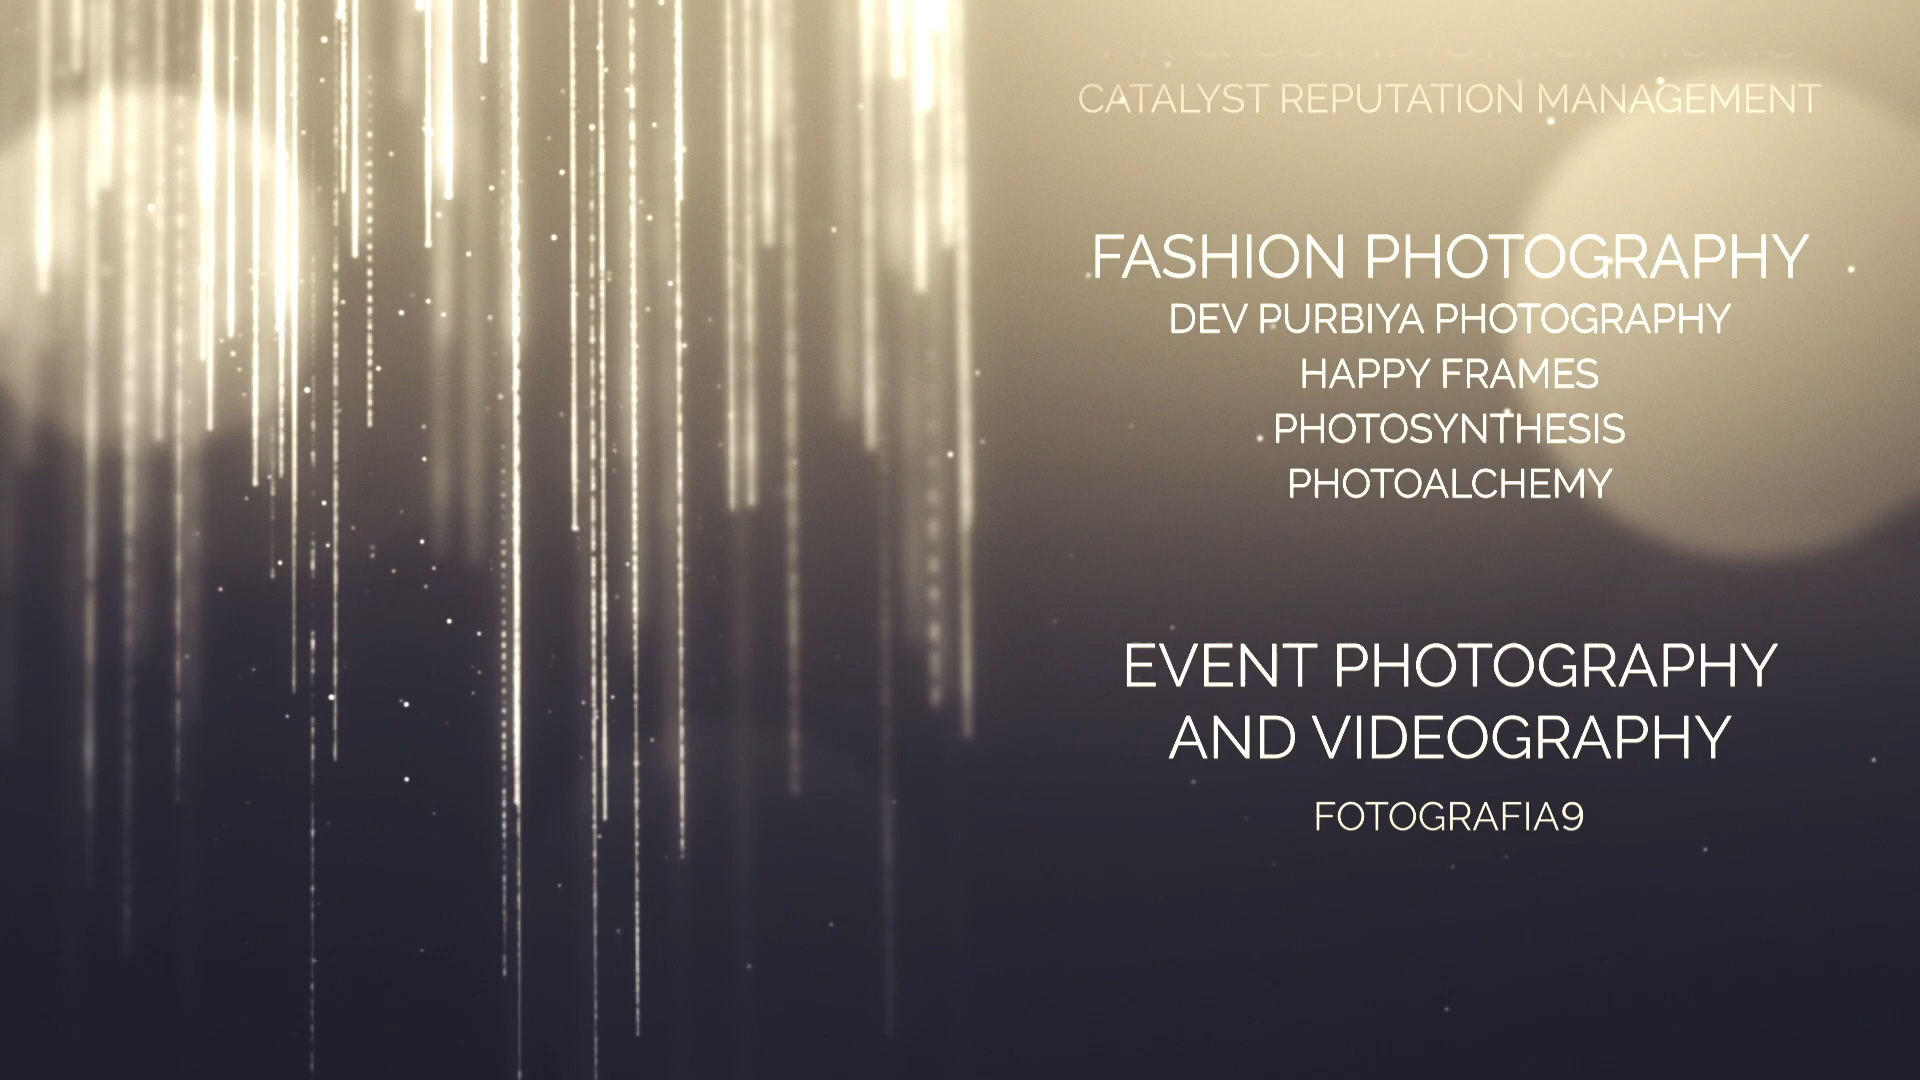 CATALYST REPUTATION MANAGEMENT
FASHION PHOTOGRAPHY
DEV PURBIYA PHOTOGRAPHY
HAPPY FRAMES
PHOTOSYNTHESIS
PHOTOALCHEMY
EVENT PHOTOGRAPHY
AND VIDEOGRAPHY
FOTOGRAFIA9